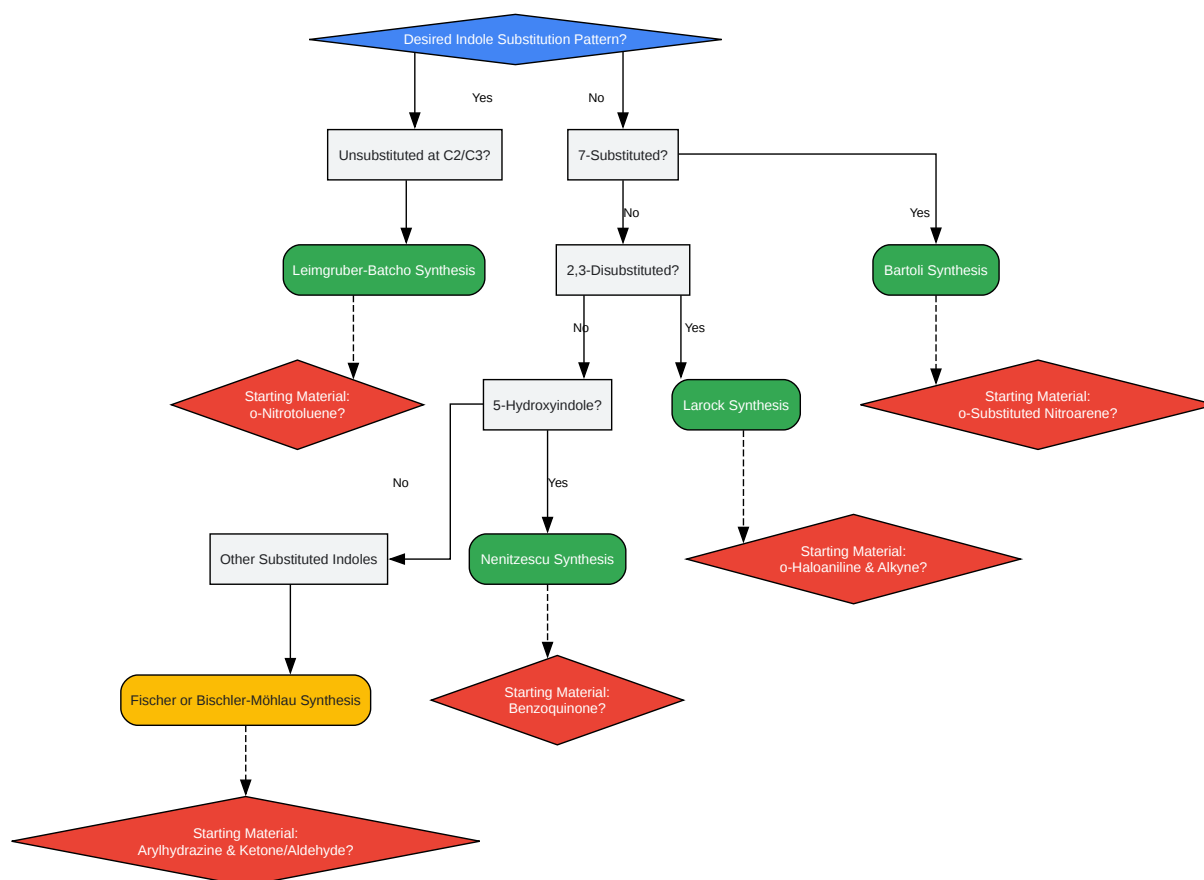 Desired Indole Substitution Pattern?
Yes
No
Unsubstituted at C2/C3?
7-Substituted?
No
Yes
Leimgruber-Batcho Synthesis
2,3-Disubstituted?
Bartoli Synthesis
No
Yes
Starting Material:
o-Nitrotoluene?
5-Hydroxyindole?
Larock Synthesis
Starting Material:
o-Substituted Nitroarene?
No
Yes
Other Substituted Indoles
Nenitzescu Synthesis
Starting Material:
o-Haloaniline & Alkyne?
Fischer or Bischler-Möhlau Synthesis
Starting Material:
Benzoquinone?
Starting Material:
Arylhydrazine & Ketone/Aldehyde?